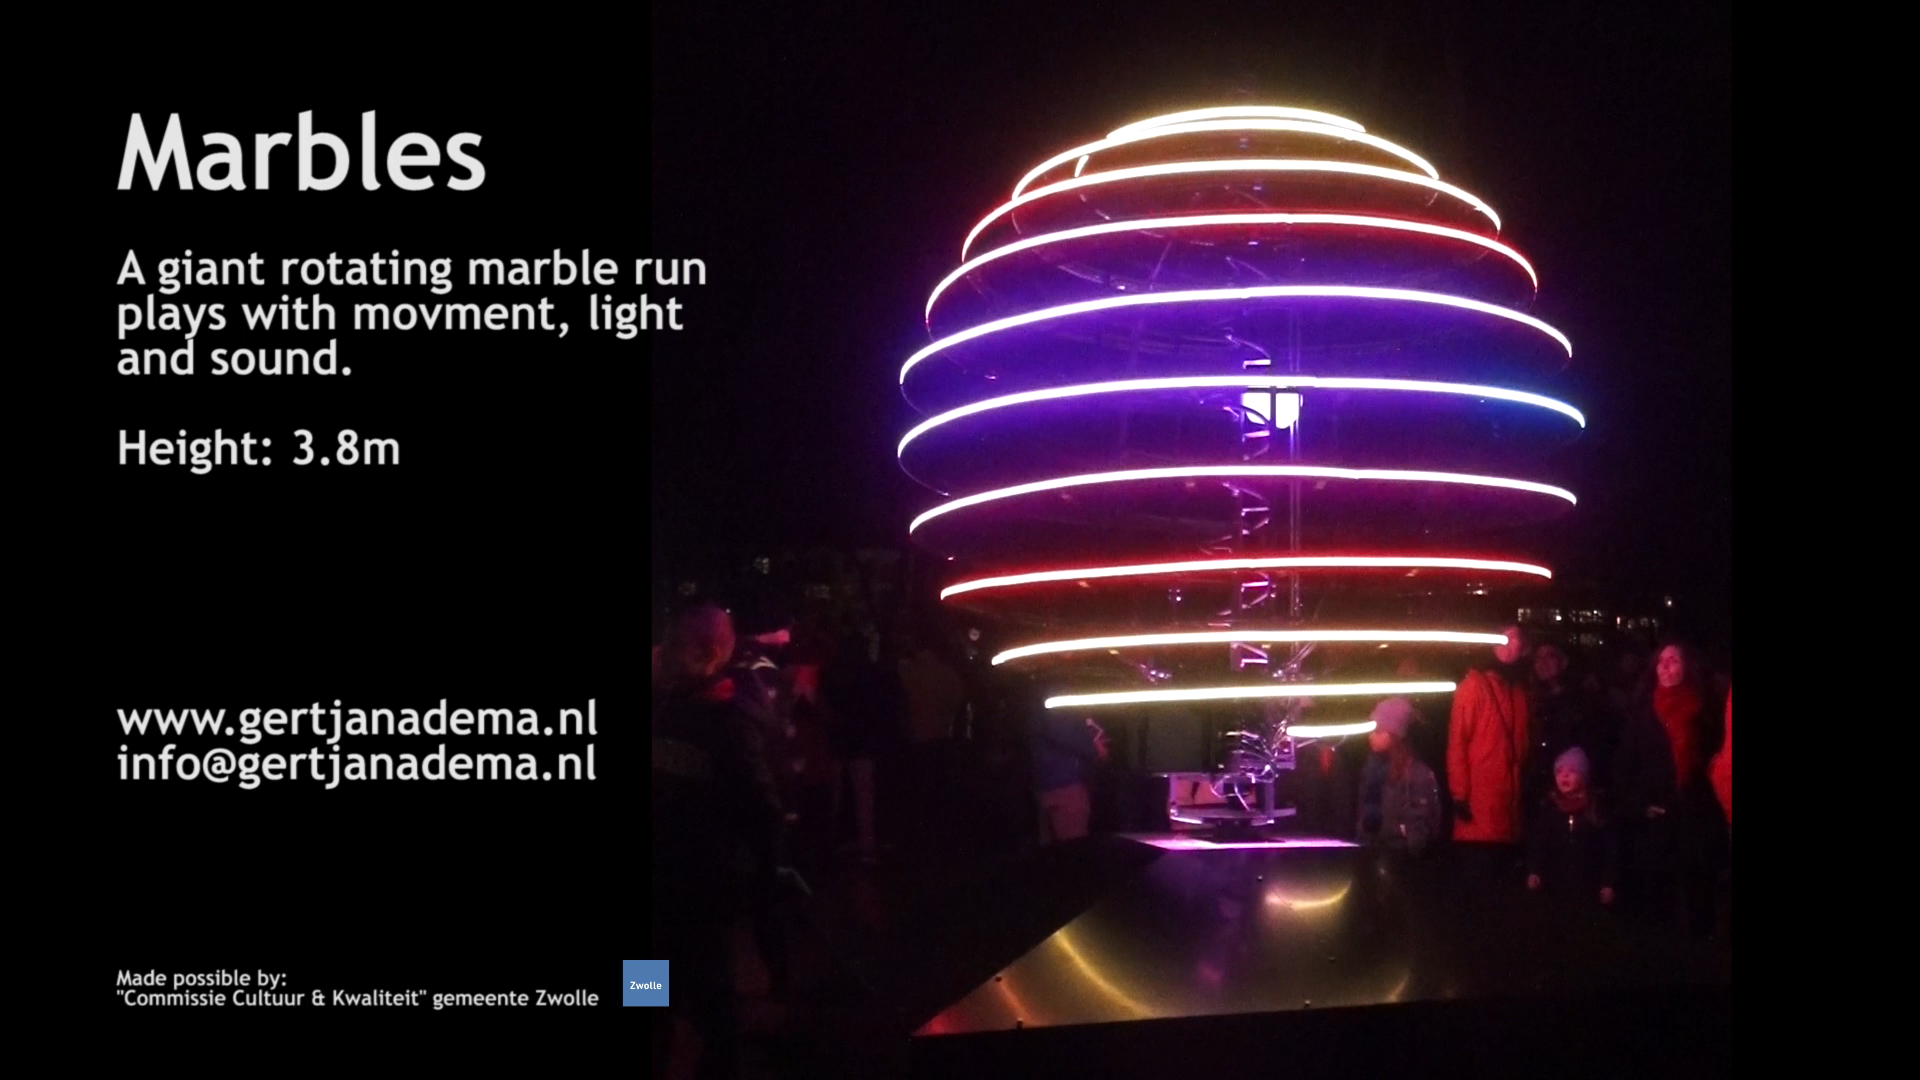 Marbles
A giant rotating marble run
plays with movment, light
and sound.
Height: 3.8m
www.gertjanadema.nl
info@gertjanadema.nl
Made possible by:
"Commissie Cultuur & Kwaliteit" gemeente Zwolle
Zwolle